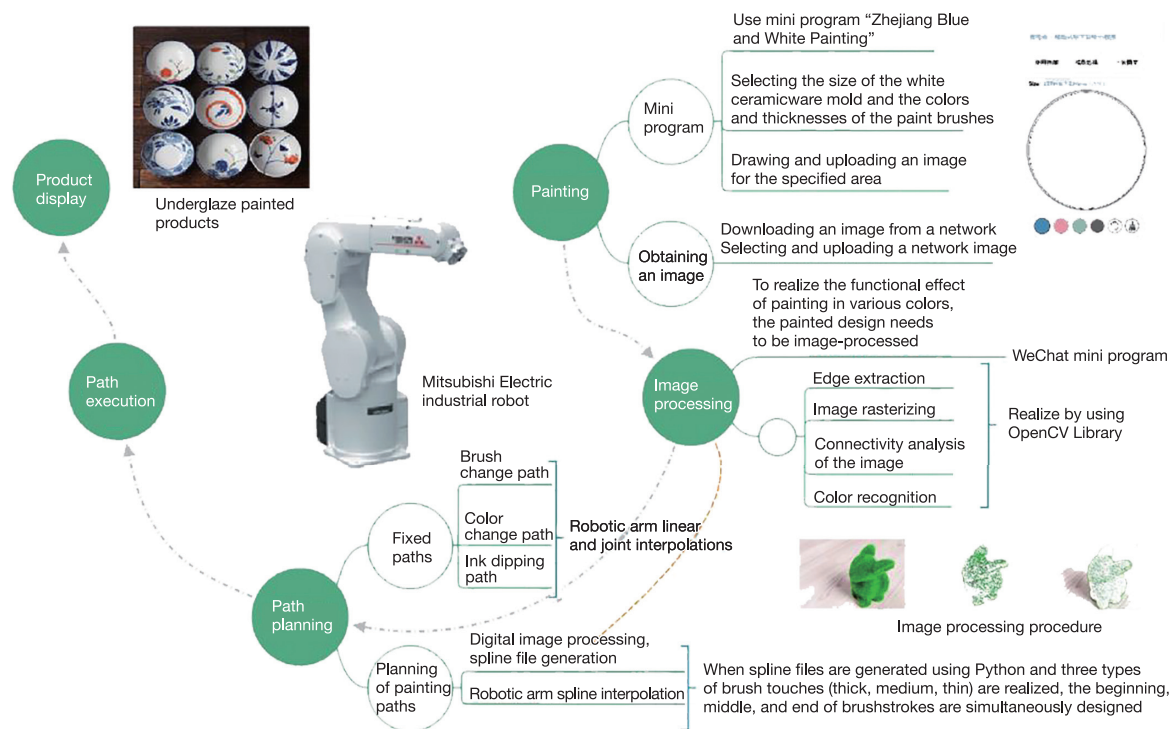 Use mini program “Zhejiang Blue
and White Painting”
Selecting the size of the white
ceramicware mold and the colors
and thicknesses of the paint brushes
Mini
program
Drawing and uploading an image
for the specified area
Painting
Product
display
Underglaze painted
products
Downloading an image from a network
Selecting and uploading a network image
Obtaining
an image
To realize the functional effect
of painting in various colors,
the painted design needs
to be image-processed
WeChat mini program
Image
processing
Edge extraction
Image rasterizing
Connectivity analysis
of the image
Color recognition
Realize by using
OpenCV Library
Path
execution
Mitsubishi Electric
industrial robot
Brush
change path
Color
change path
Ink dipping
path
Fixed
paths
Robotic arm linear
and joint interpolations
Image processing procedure
Path
planning
Planning
of painting
paths
Digital image processing,
spline file generation
Robotic arm spline interpolation
When spline files are generated using Python and three types
of brush touches (thick, medium, thin) are realized, the beginning,
middle, and end of brushstrokes are simultaneously designed